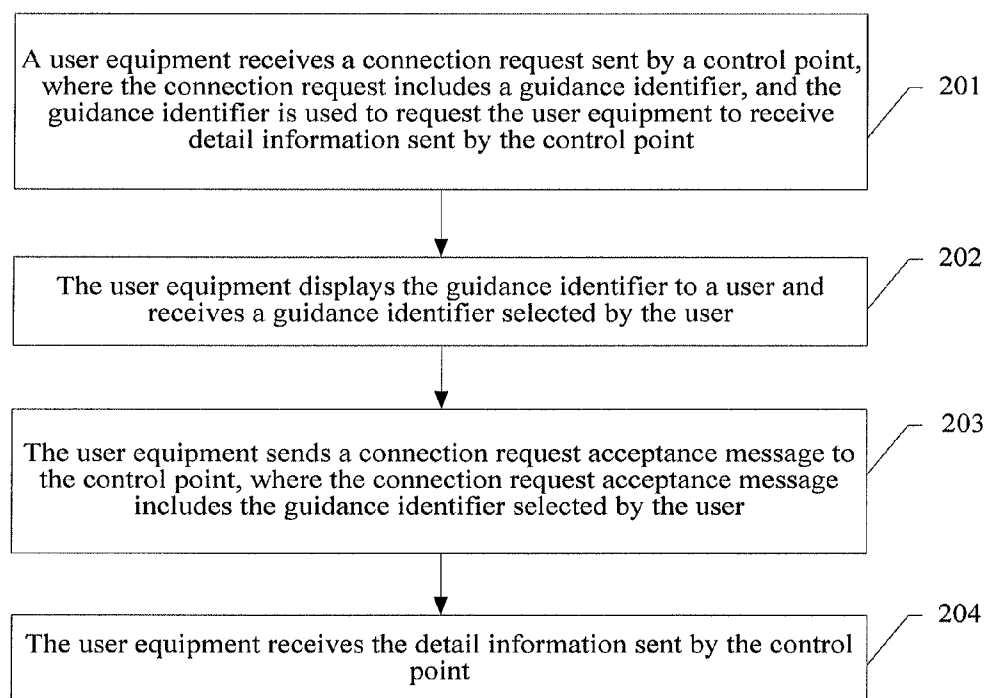 A user equipment receives a connection request sent by a control point,
where the connection request includes a guidance identifier, and the
guidance identifier is used to request the user equipment to receive
detail information sent by the control point
201
The user equipment displays the guidance identifier to a user and
receives a guidance identifier selected by the user
202
The user equipment sends a connection request acceptance message to
the control point, where the connection request acceptance message
includes the guidance identifier selected by the user
203
The user equipment receives the detail information sent by the control
point
204